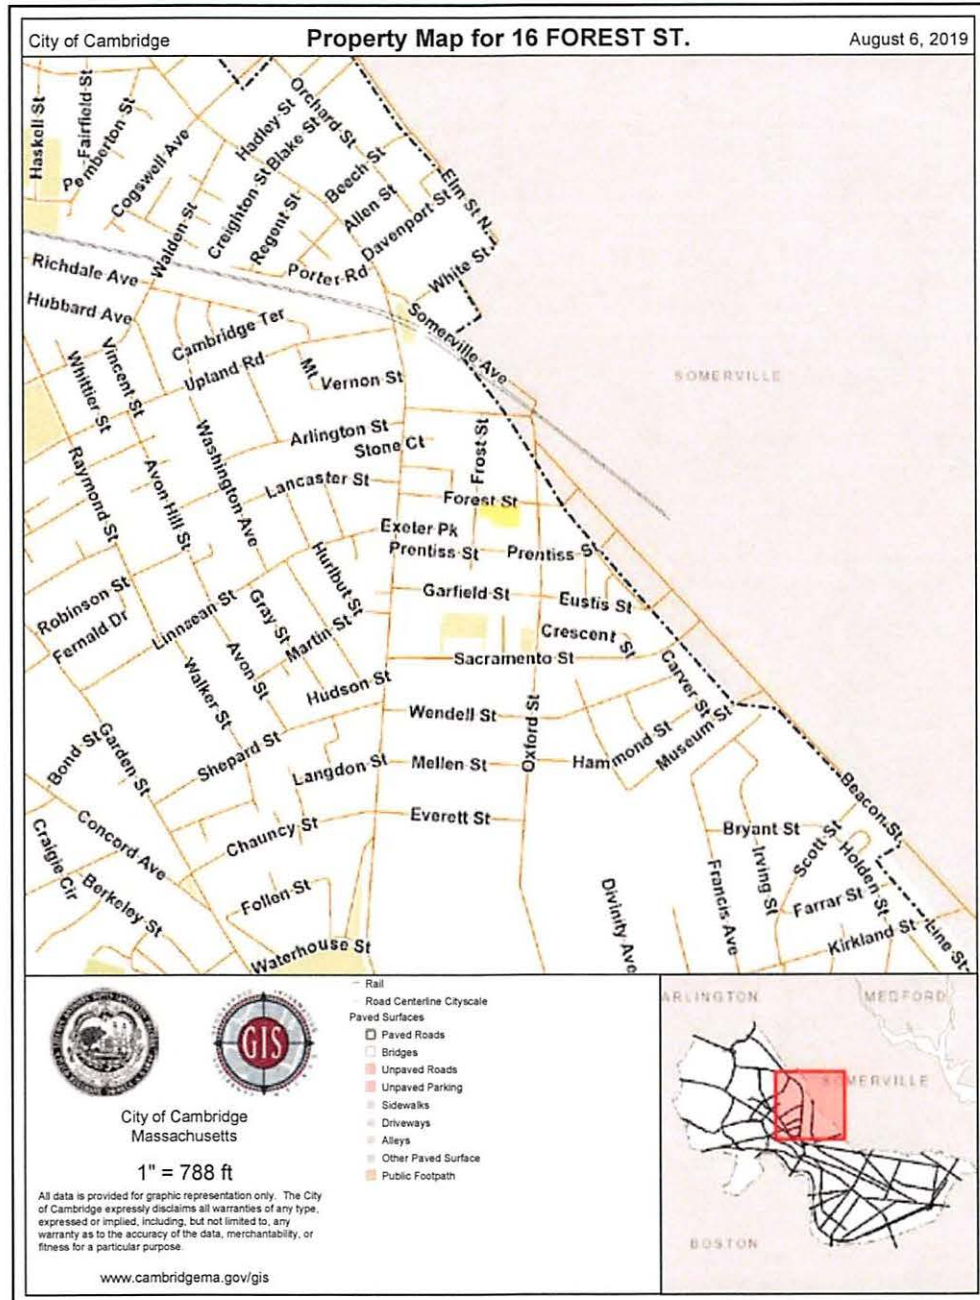 City of Cambridge
Property Map for 16 FOREST ST.
August 6, 2019
Haskell St
Fairfield St
Pemberton St
Cogswell Ave
Hadley St
Orchard St
Blake St
Creighton St
Beech St
Regent St
Allen St
Elm St N
Davenport St
Walden St
Porter Rd
White St
Richdale Ave
Hubbard Ave
Cambridge Ter
Somerville Ave
SOMERVILLE
Whittier St
Vincent St
Upland Rd
Mt
Vernon St
Arlington St
Stone Ct
Frost St
Washington Ave
Raymond St
Avon Hill St
Lancaster St
Forest St
Exeter Pk
Prentiss St
Prentiss St
Hurlbut St
Robinson St
Fernald Dr
Linnaean St
Gray St
Martin St
Garfield St
Eustis St
Crescent St
Sacramento St
Avon St
Walker St
Hudson St
Carver St
Wendell St
Oxford St
Museum St
Hammond St
Bond St
Garden St
Shepard St
Langdon St
Mellen St
Everett St
Chauncy St
Concord Ave
Craigie Cir
Berkeley St
Follen St
Waterhouse St
Beacon St
Bryant St
Scott St
Irving St
Holden St
Francis Ave
Divinity Ave
Farrar St
Kirkland St
Line St
GIS
City of Cambridge
Massachusetts
1" = 788 ft
All data is provided for graphic representation only. The City
of Cambridge expressly disclaims all warranties of any type,
expressed or implied, including, but not limited to, any
warranty as to the accuracy of the data, merchantability, or
fitness for a particular purpose.
www.cambridgema.gov/gis
Rail
Road Centerline Cityscale
Paved Surfaces
Paved Roads
Bridges
Unpaved Roads
Unpaved Parking
Sidewalks
Driveways
Alleys
Other Paved Surface
Public Footpath
ARLINGTON
MEDFORD
SOMERVILLE
BOSTON